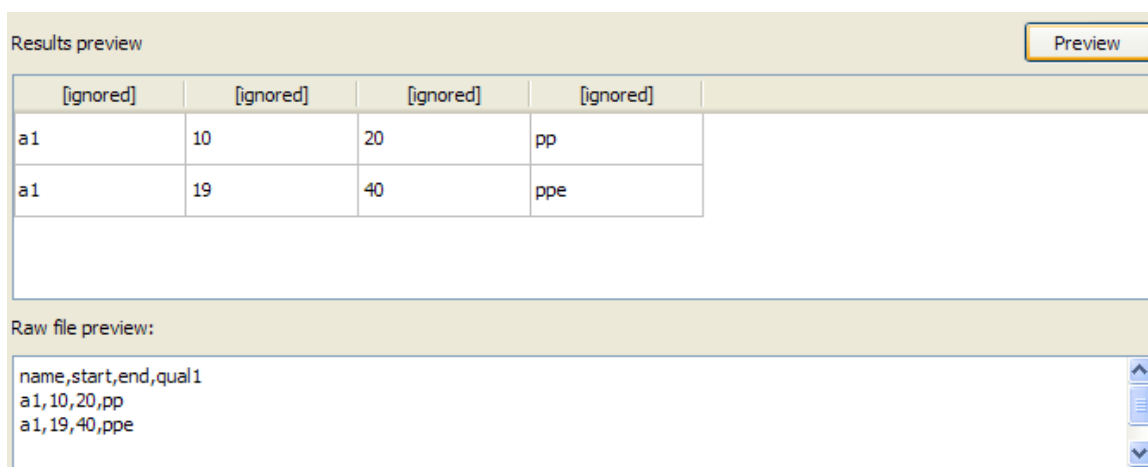 Results preview
Preview
[ignored] [ignored] [ignored] [ignored]
a1 10 20 pp
a1 19 40 ppe
Raw file preview:
name,start,end,qual1
a1,10,20,pp
a1,19,40,ppe